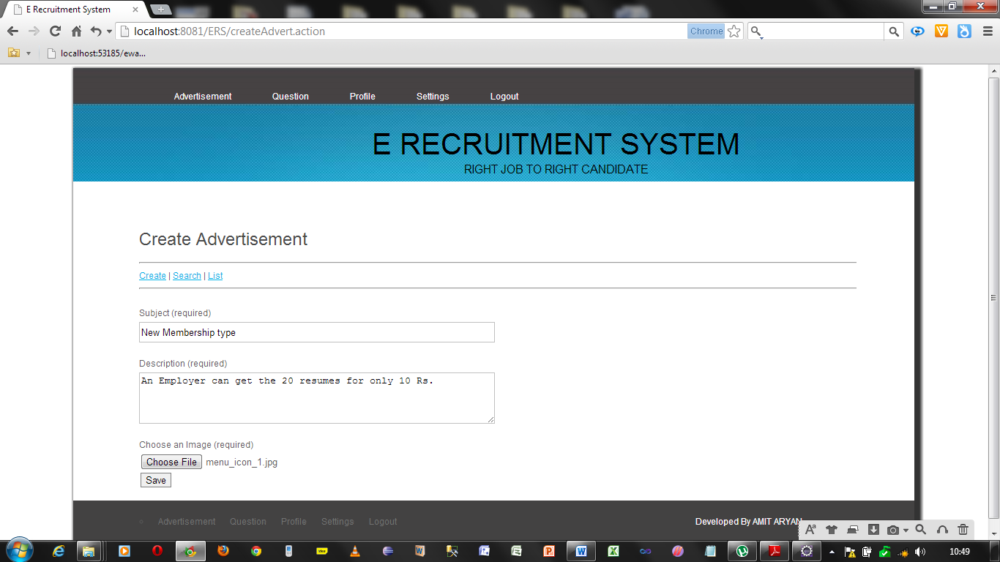 E Recruitment System
localhost:8081/ERS/createAdvert.action
Chrome
localhost:53185/ewa...
Advertisement Question Profile Settings Logout
E RECRUITMENT SYSTEM
RIGHT JOB TO RIGHT CANDIDATE
Create Advertisement
Create | Search | List
Subject (required)
New Membership type
Description (required)
An Employer can get the 20 resumes for only 10 Rs.
Choose an Image (required)
Choose File menu_icon_1.jpg
Save
Advertisement Question Profile Settings Logout
Developed By AMIT ARYAN
10:49